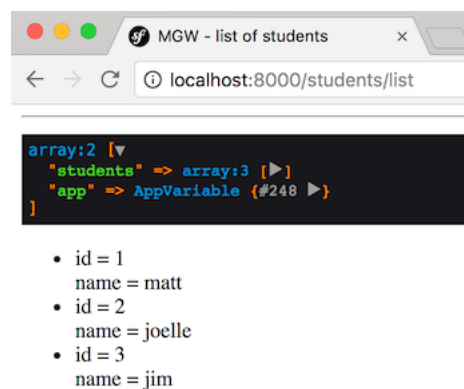 MGW - list of students
localhost:8000/students/list
array:2 [▼
"students" => array:3 [▶]
"app" => AppVariable {#248 ▶}
]
• id = 1
name = matt
• id = 2
name = joelle
• id = 3
name = jim